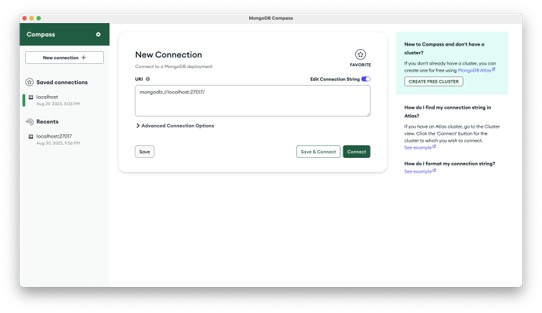 MongoDB Compass
Compass
New connection +
Saved connections
localhost
Aug 29, 2023, 5:03 PM
Recents
localhost:27017
Aug 30, 2023, 9:56 PM
New Connection
Connect to a MongoDB deployment
FAVORITE
URI
Edit Connection String
mongodb://localhost:27017/
Advanced Connection Options
Save
Save & Connect
Connect
New to Compass and don't have a
cluster?
If you don't already have a cluster, you can
create one for free using MongoDB Atlas
CREATE FREE CLUSTER
How do I find my connection string in
Atlas?
If you have an Atlas cluster, go to the Cluster
view. Click the 'Connect' button for the
cluster to which you wish to connect.
See example
How do I format my connection string?
See example